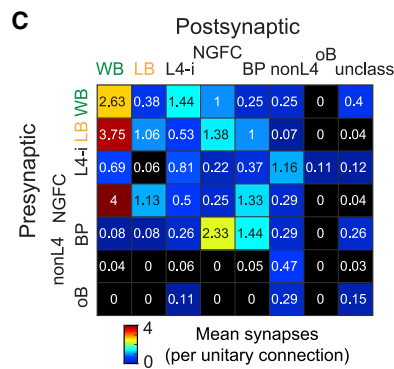 C
Postsynaptic
NGFC oB
WB LB L4-i BP nonL4 unclass
Presynaptic
WB 2.63 0.38 1.44 1 0.25 0.25 0 0.4
LB 3.75 1.06 0.53 1.38 1 0.07 0 0.04
L4-i 0.69 0.06 0.81 0.22 0.37 1.16 0.11 0.12
NGFC 4 1.13 0.5 0.25 1.33 0.29 0 0.04
BP 0.08 0.08 0.26 2.33 1.44 0.29 0 0.26
nonL4 0.04 0 0.06 0 0.05 0.47 0 0.03
oB 0 0 0.11 0 0 0.29 0 0.15
4
0
Mean synapses
(per unitary connection)